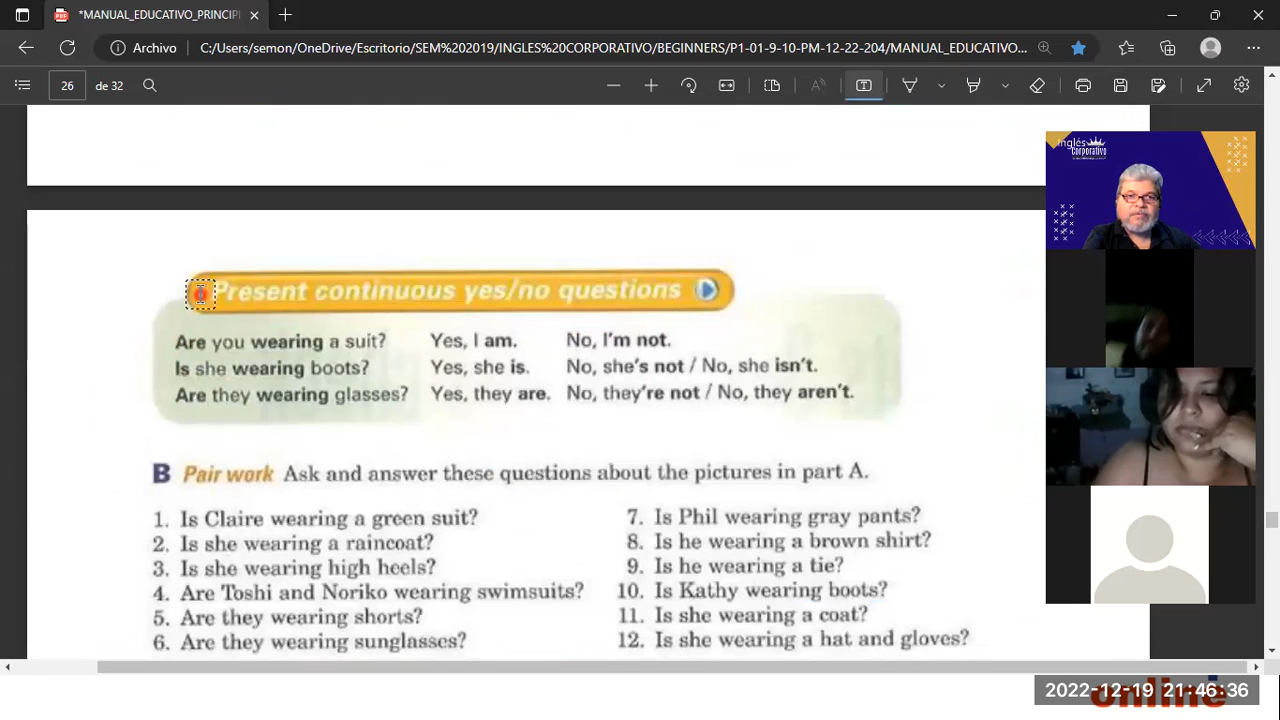 *MANUAL_EDUCATIVO_PRINCIPI
Archivo
C:/Users/semon/OneDrive/Escritorio/SEM%202019/INGLES%20CORPORATIVO/BEGINNERS/P1-01-9-10-PM-12-22-204/MANUAL_EDUCATIVO...
26 de 32
Inglés
Corporativo
Present continuous yes/no questions
Are you wearing a suit? Yes, I am. No, I'm not.
Is she wearing boots? Yes, she is. No, she's not / No, she isn't.
Are they wearing glasses? Yes, they are. No, they're not / No, they aren't.
B Pair work Ask and answer these questions about the pictures in part A.
1. Is Claire wearing a green suit?
2. Is she wearing a raincoat?
3. Is she wearing high heels?
4. Are Toshi and Noriko wearing swimsuits?
5. Are they wearing shorts?
6. Are they wearing sunglasses?
7. Is Phil wearing gray pants?
8. Is he wearing a brown shirt?
9. Is he wearing a tie?
10. Is Kathy wearing boots?
11. Is she wearing a coat?
12. Is she wearing a hat and gloves?
2022-12-19 21:46:36
online